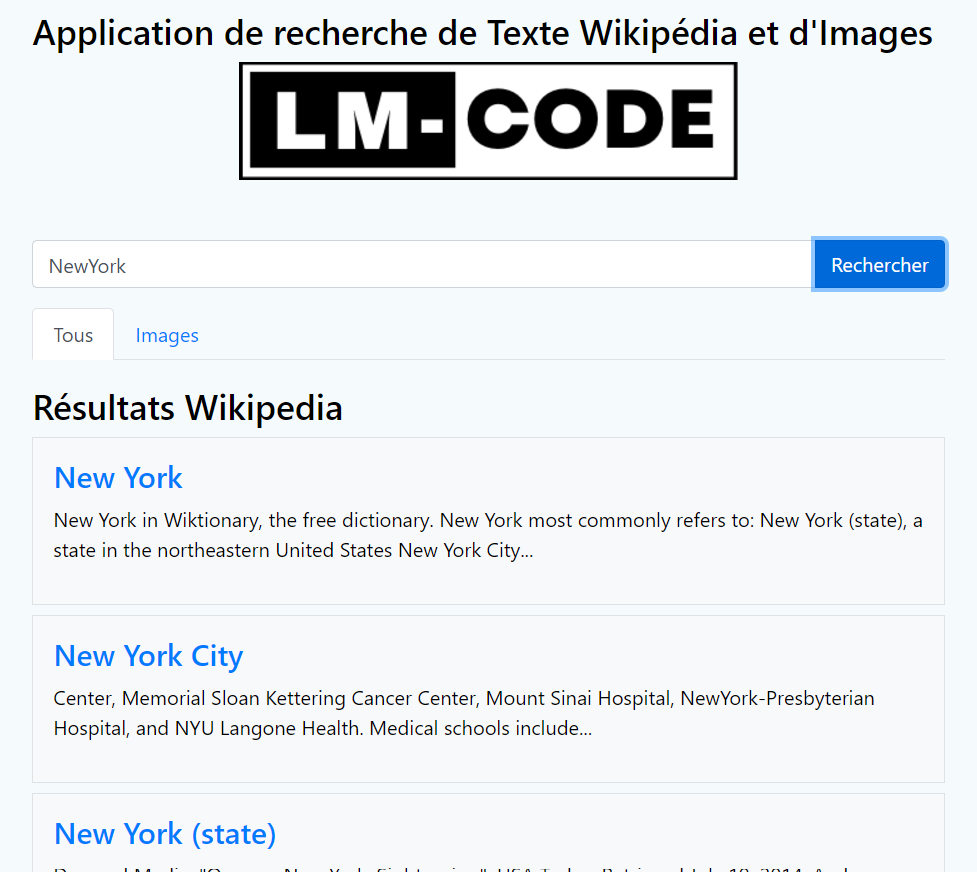 Application de recherche de Texte Wikipédia et d'Images
LM-CODE
NewYork
Rechercher
Tous
Images
Résultats Wikipedia
New York
New York in Wiktionary, the free dictionary. New York most commonly refers to: New York (state), a
state in the northeastern United States New York City...
New York City
Center, Memorial Sloan Kettering Cancer Center, Mount Sinai Hospital, NewYork-Presbyterian
Hospital, and NYU Langone Health. Medical schools include...
New York (state)